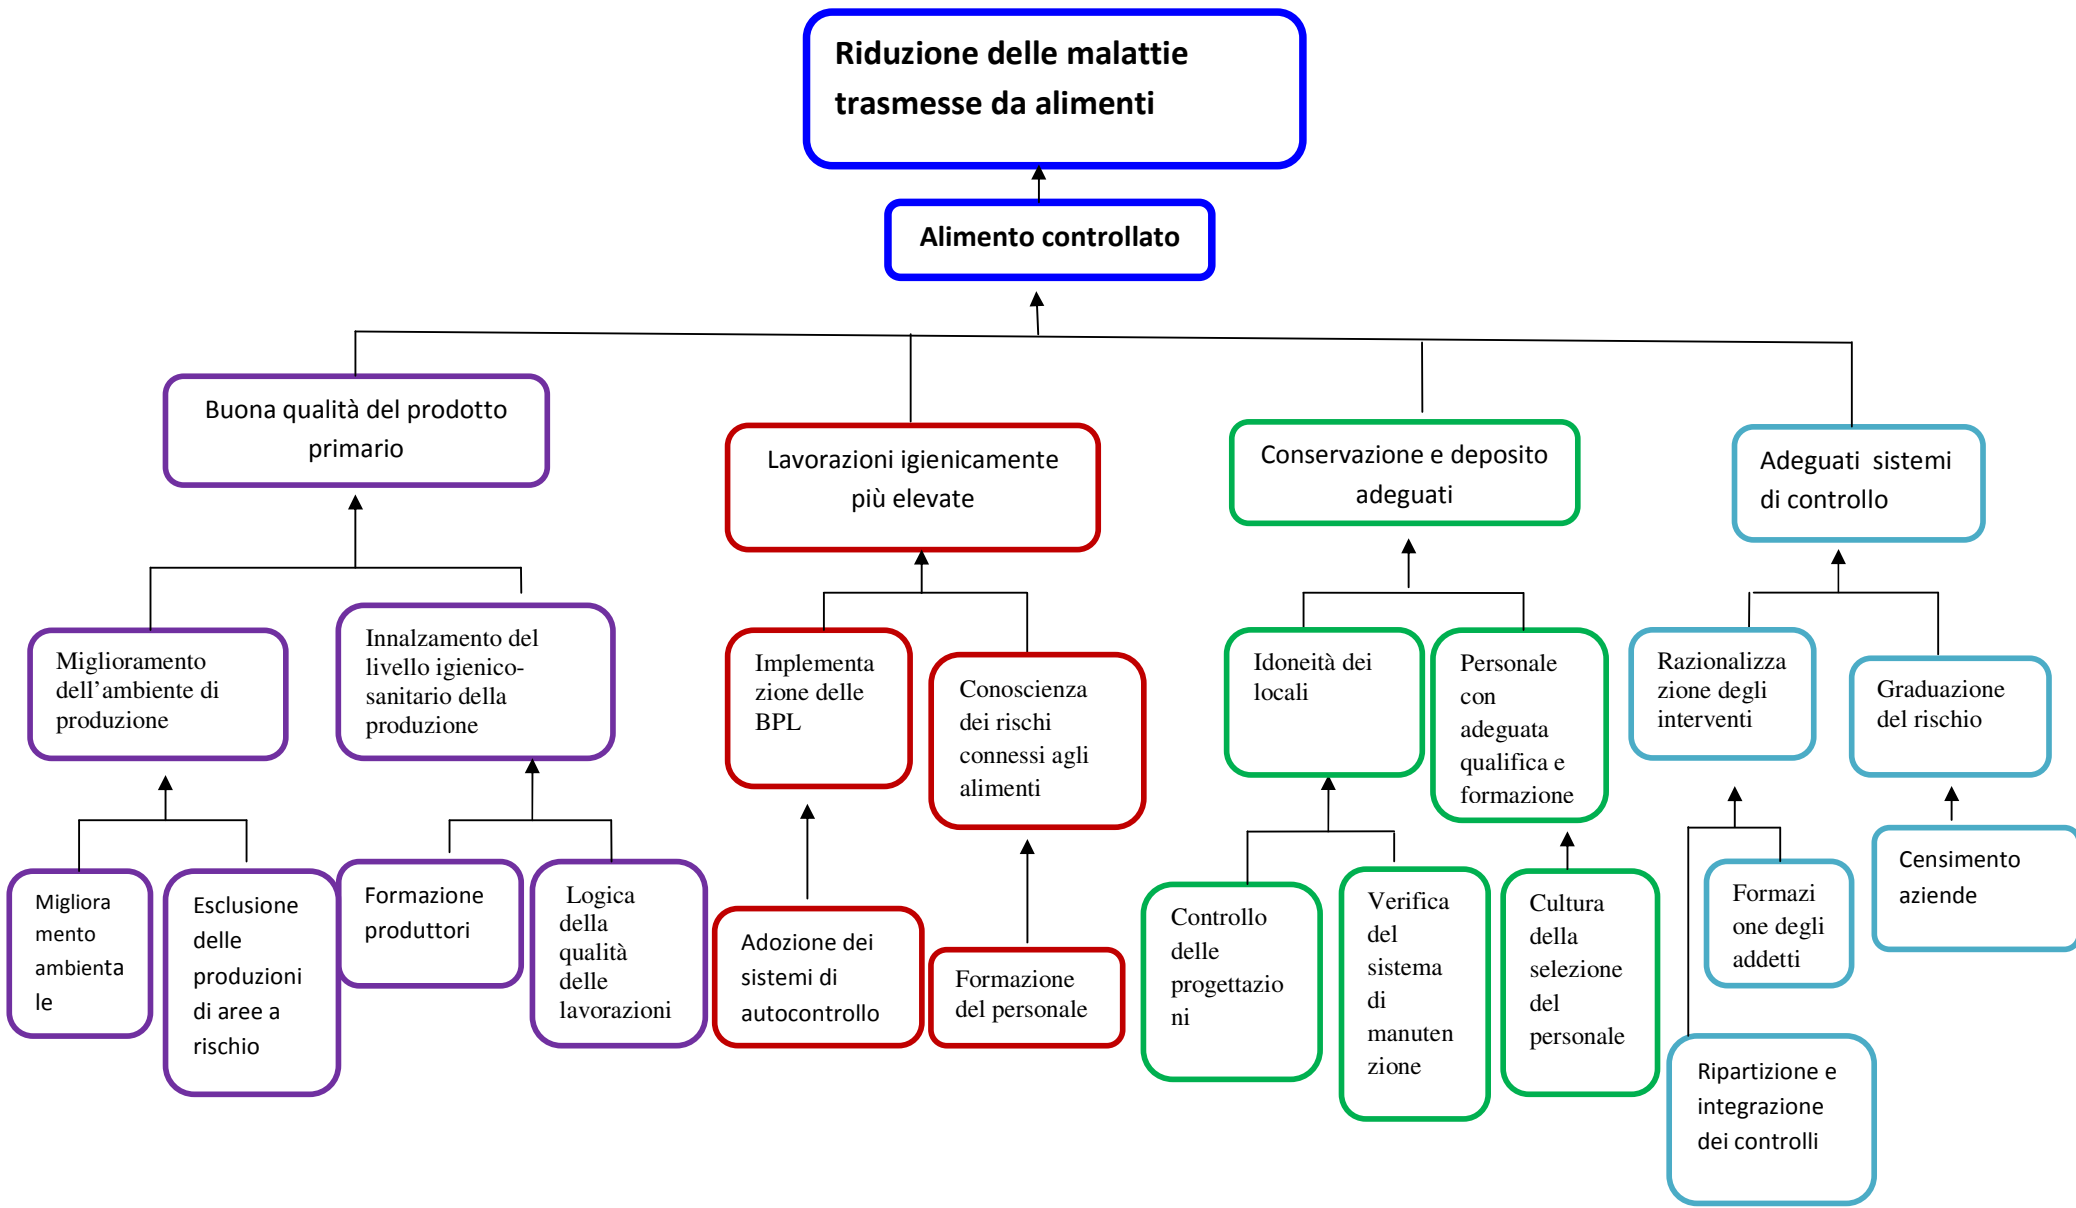 Riduzione delle malattie
trasmesse da alimenti
Alimento controllato
Buona qualità del prodotto
primario
Lavorazioni igienicamente
più elevate
Conservazione e deposito
adeguati
Adeguati sistemi
di controllo
Miglioramento
dell’ambiente di
produzione
Innalzamento del
livello igienico-
sanitario della
produzione
Implementa
zione delle
BPL
Conoscienza
dei rischi
connessi agli
alimenti
Idoneità dei
locali
Personale
con
adeguata
qualifica e
formazione
Razionalizza
zione degli
interventi
Graduazione
del rischio
Migliora
mento
ambienta
le
Esclusione
delle
produzioni
di aree a
rischio
Formazione
produttori
Logica
della
qualità
delle
lavorazioni
Adozione dei
sistemi di
autocontrollo
Formazione
del personale
Controllo
delle
progettazio
ni
Verifica
del
sistema
di
manuten
zione
Cultura
della
selezione
del
personale
Ripartizione e
integrazione
dei controlli
Formazi
one degli
addetti
Censimento
aziende